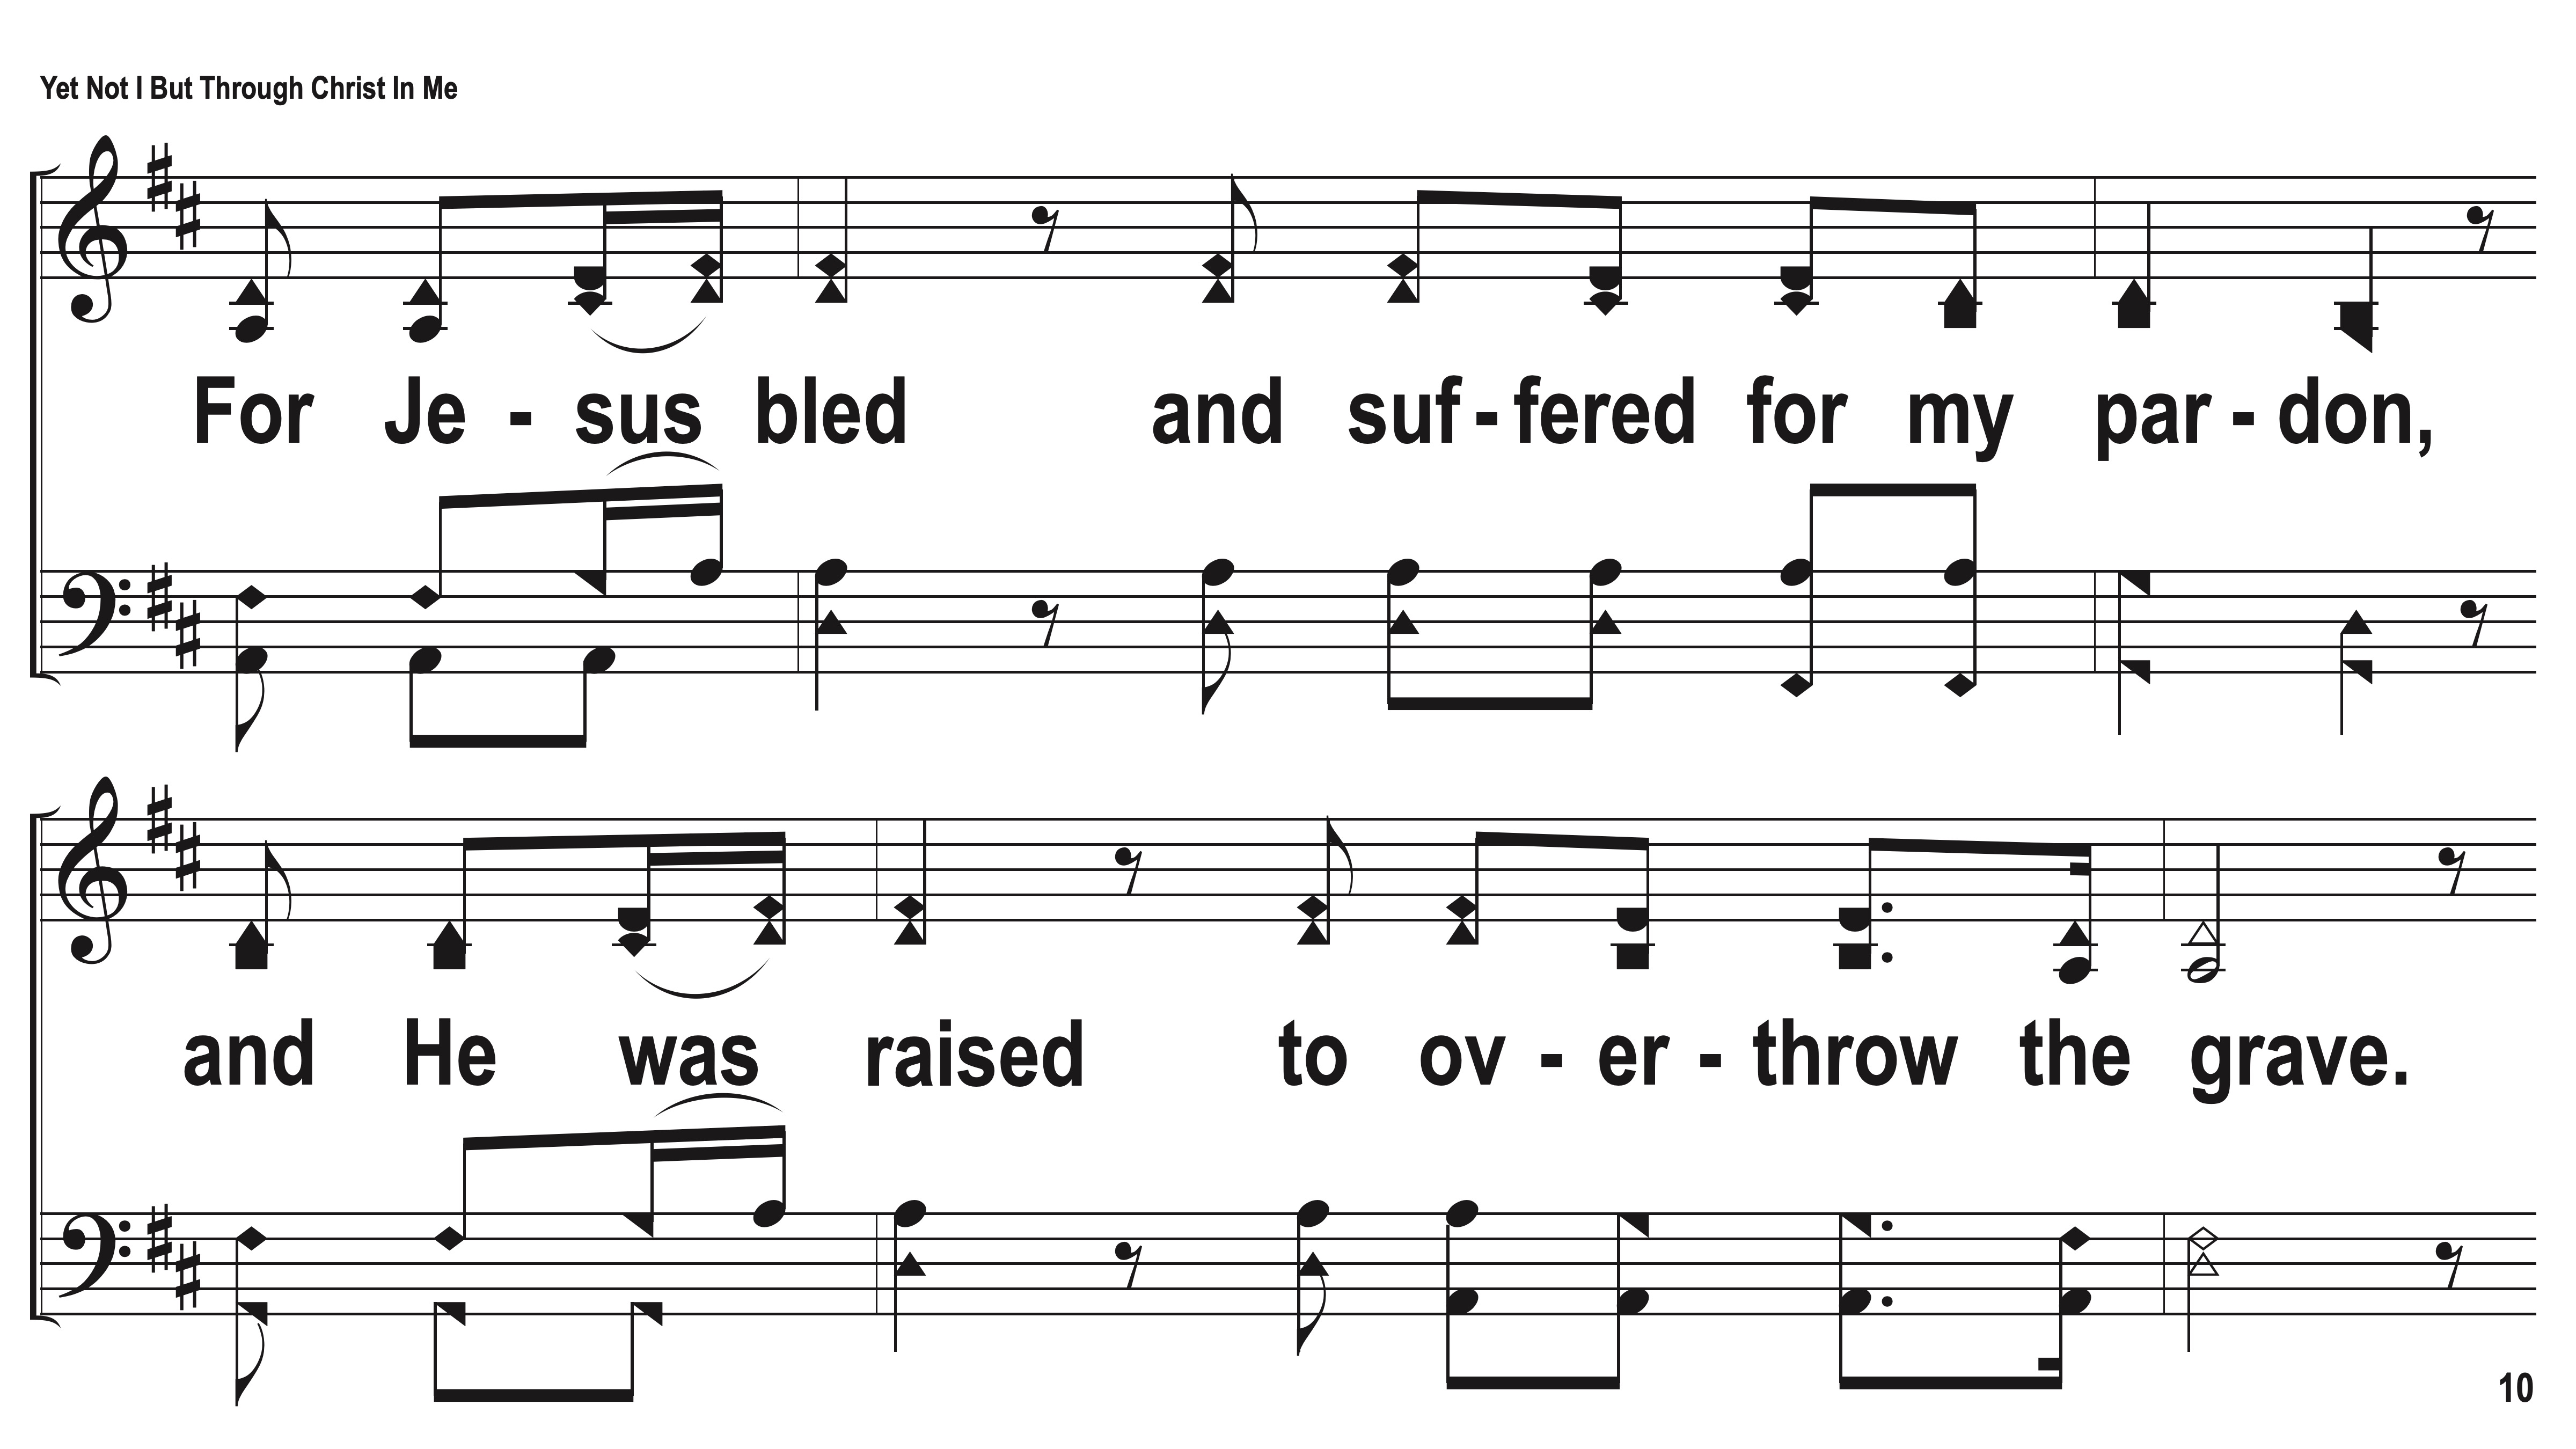 Yet Not I But Through Christ In Me
For Je - sus bled and suf - fered for my par - don,
and He was raised to ov - er - throw the grave.
10